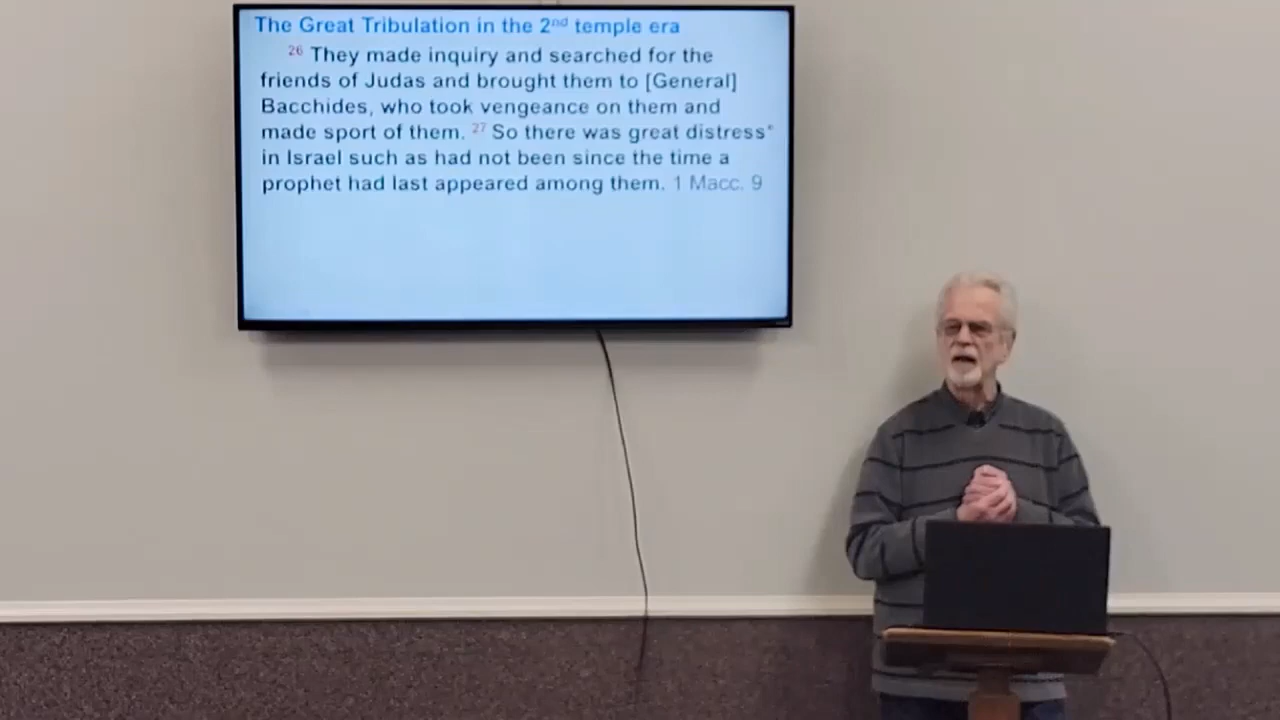 The Great Tribulation in the 2nd temple era
26 They made inquiry and searched for the
friends of Judas and brought them to [General]
Bacchides, who took vengeance on them and
made sport of them. 27 So there was great distress*
in Israel such as had not been since the time a
prophet had last appeared among them. 1 Macc. 9